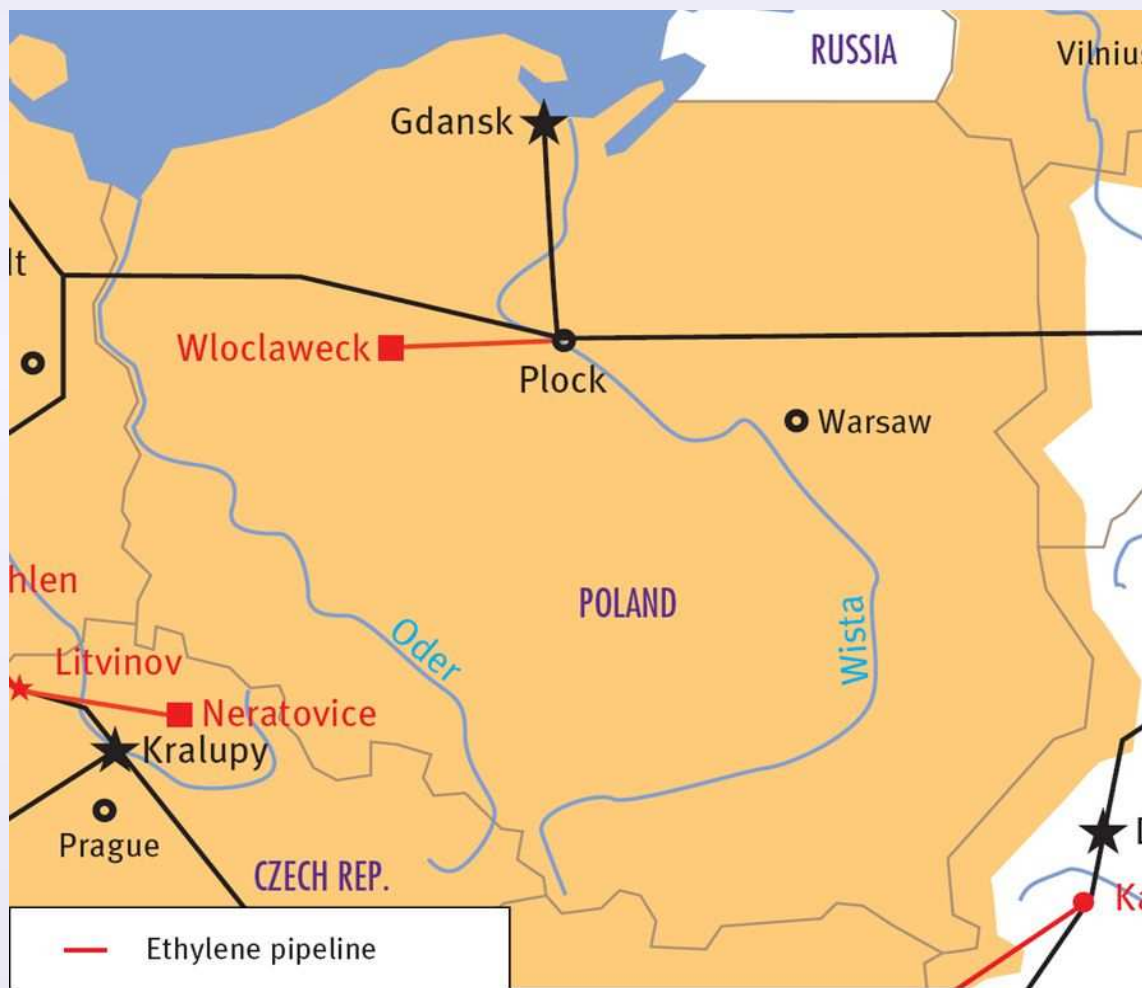 RUSSIA
Vilnius
Gdansk
lt
Wloclaweck
Plock
Warsaw
hlen
POLAND
Oder
Wista
Litvinov
Neratovice
Kralupy
Prague
CZECH REP.
Ka
Ethylene pipeline